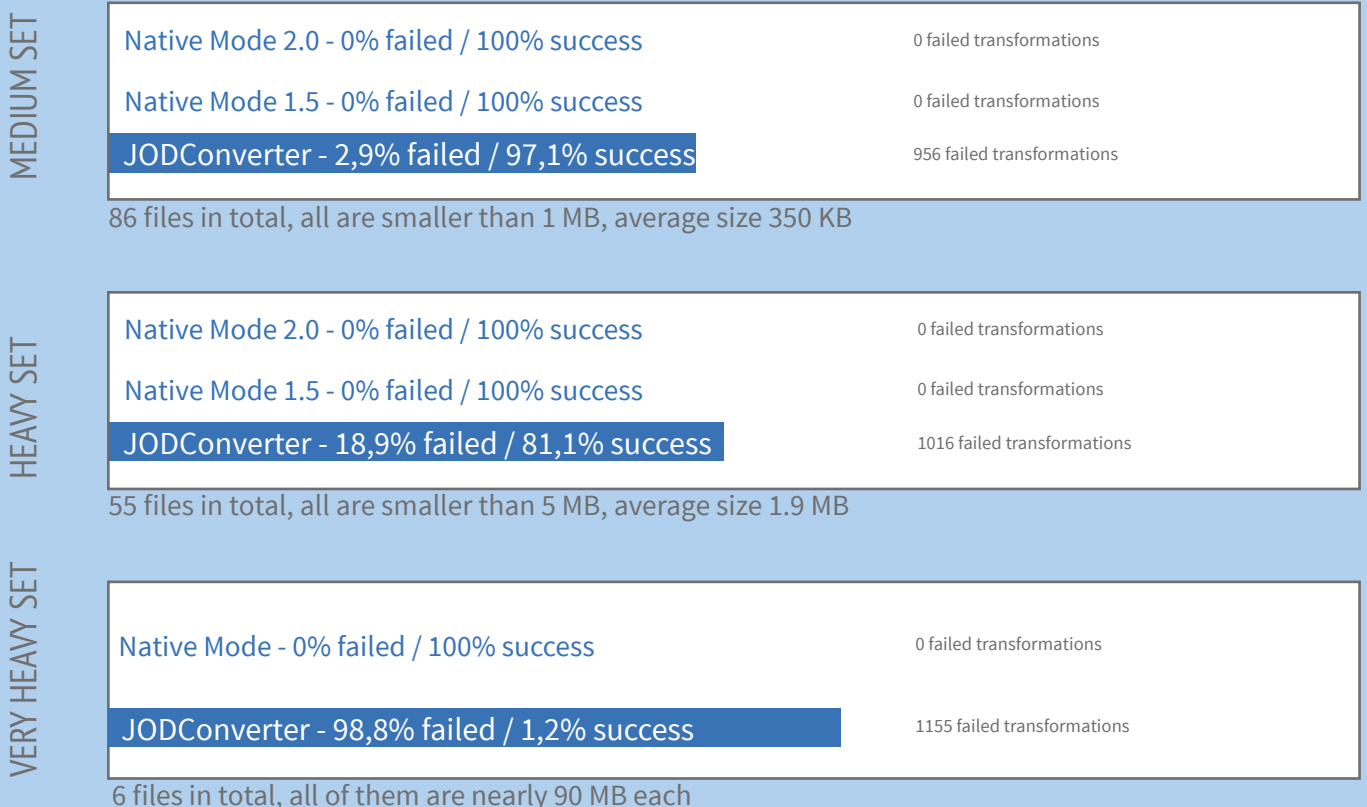 MEDIUM SET
Native Mode 2.0 - 0% failed / 100% success
0 failed transformations
Native Mode 1.5 - 0% failed / 100% success
0 failed transformations
JODConverter - 2,9% failed / 97,1% success
956 failed transformations
86 files in total, all are smaller than 1 MB, average size 350 KB
HEAVY SET
Native Mode 2.0 - 0% failed / 100% success
0 failed transformations
Native Mode 1.5 - 0% failed / 100% success
0 failed transformations
JODConverter - 18,9% failed / 81,1% success
1016 failed transformations
55 files in total, all are smaller than 5 MB, average size 1.9 MB
VERY HEAVY SET
Native Mode - 0% failed / 100% success
0 failed transformations
JODConverter - 98,8% failed / 1,2% success
1155 failed transformations
6 files in total, all of them are nearly 90 MB each